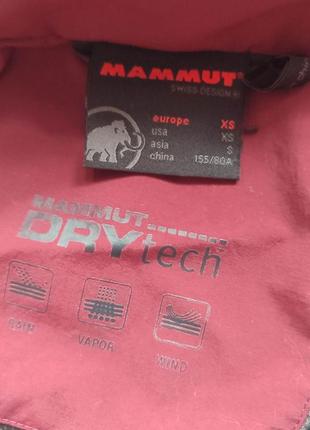 MAMMUT
SWISS DESIGN
europe XS
usa XS
asia S
china 155/80A
MAMMUT
DRYtech
RAIN
VAPOR
WIND